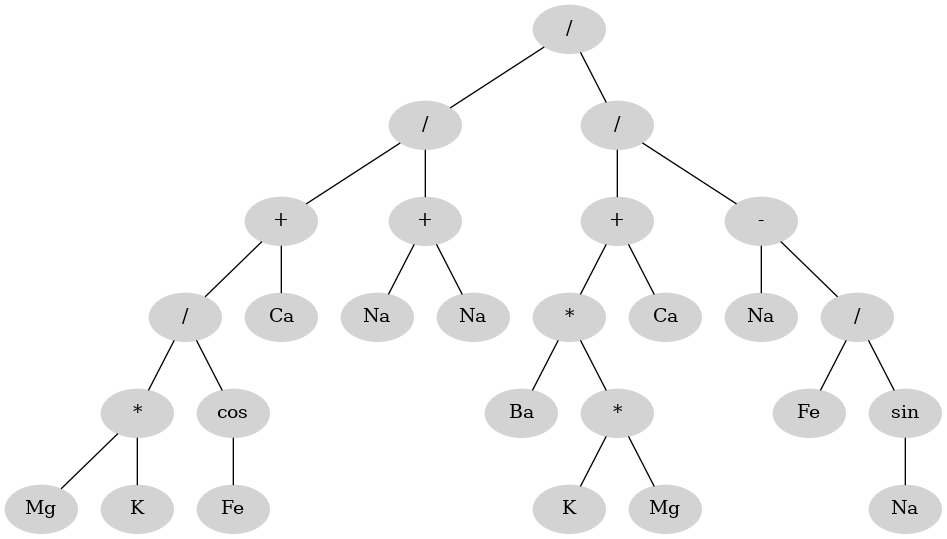 /
/ /
+ + + -
/ Ca Na Na * Ca Na /
* cos Ba * Fe sin
Mg K Fe K Mg Na